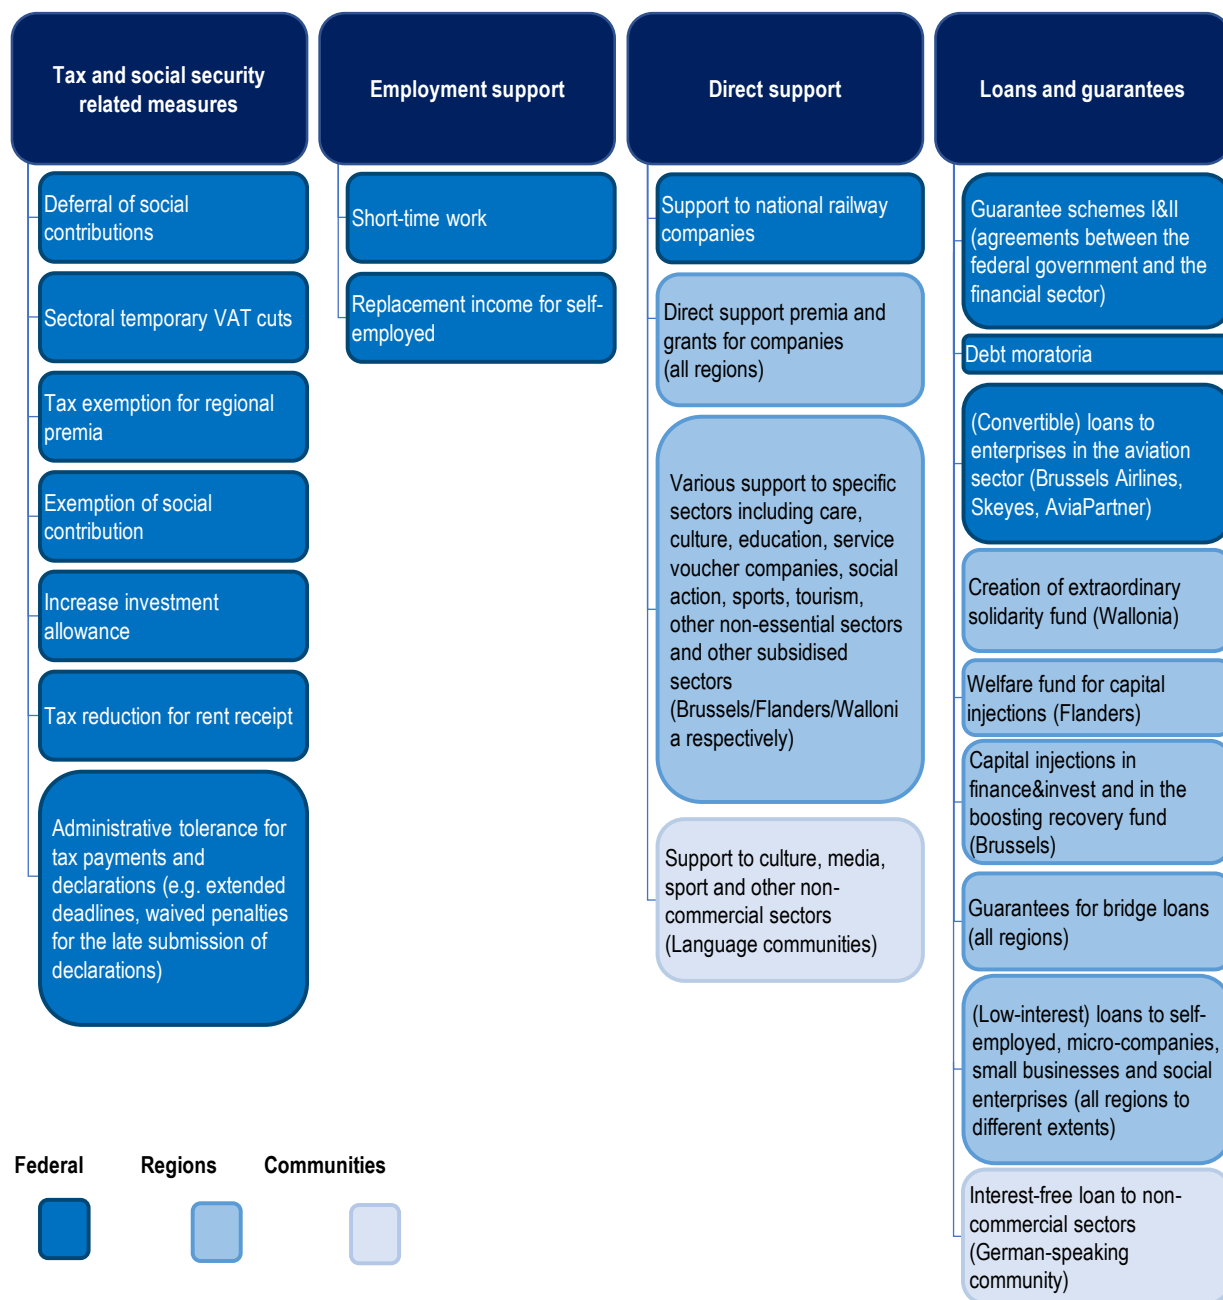 Tax and social security
related measures
Deferral of social
contributions
Sectoral temporary VAT cuts
Tax exemption for regional
premia
Exemption of social
contribution
Increase investment
allowance
Tax reduction for rent receipt
Administrative tolerance for
tax payments and
declarations (e.g. extended
deadlines, waived penalties
for the late submission of
declarations)
Employment support
Short-time work
Replacement income for self-
employed
Direct support
Support to national railway
companies
Direct support premia and
grants for companies
(all regions)
Various support to specific
sectors including care,
culture, education, service
voucher companies, social
action, sports, tourism,
other non-essential sectors
and other subsidised
sectors
(Brussels/Flanders/Walloni
a respectively)
Support to culture, media,
sport and other non-
commercial sectors
(Language communities)
Loans and guarantees
Guarantee schemes I&II
(agreements between the
federal government and the
financial sector)
Debt moratoria
(Convertible) loans to
enterprises in the aviation
sector (Brussels Airlines,
Skeyes, AviaPartner)
Creation of extraordinary
solidarity fund (Wallonia)
Welfare fund for capital
injections (Flanders)
Capital injections in
finance&invest and in the
boosting recovery fund
(Brussels)
Guarantees for bridge loans
(all regions)
(Low-interest) loans to self-
employed, micro-companies,
small businesses and social
enterprises (all regions to
different extents)
Interest-free loan to non-
commercial sectors
(German-speaking
community)
Federal
Regions
Communities